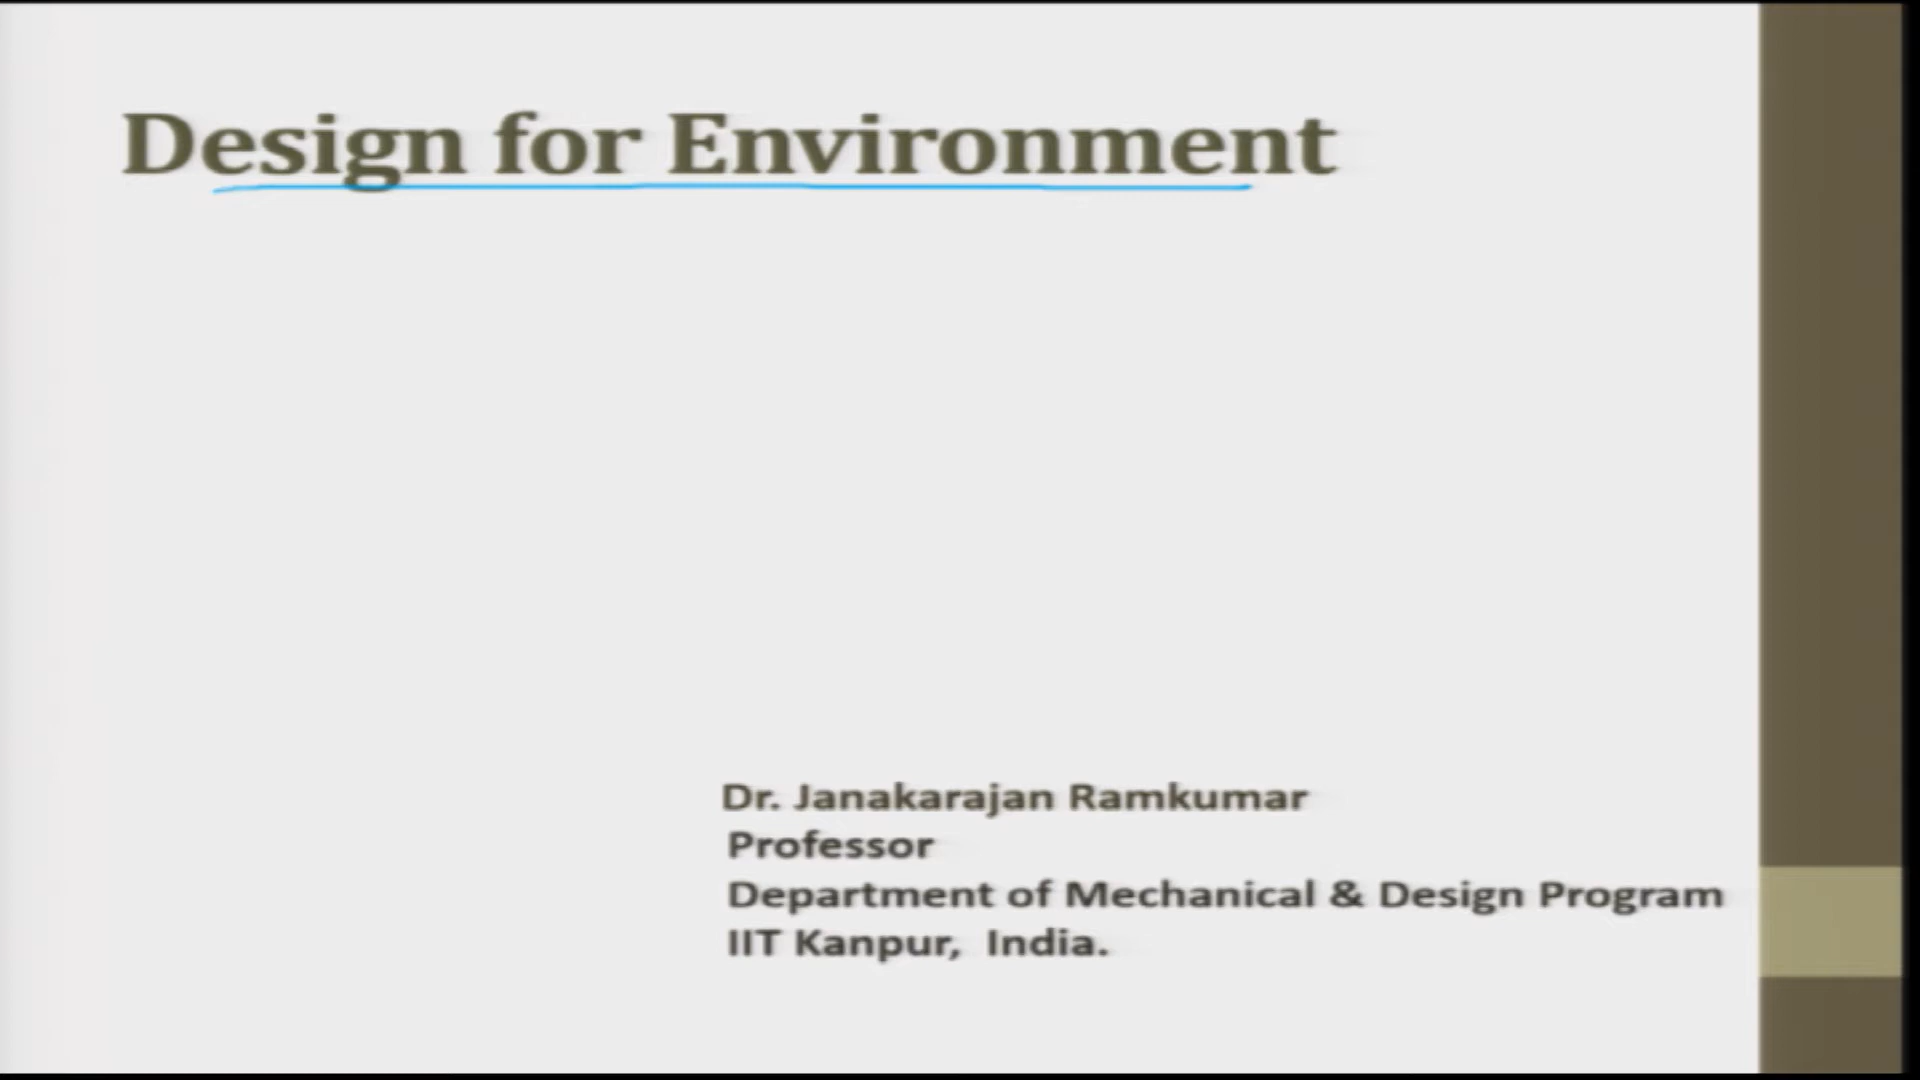 Design for Environment
Dr. Janakarajan Ramkumar
Professor
Department of Mechanical & Design Program
IIT Kanpur, India.